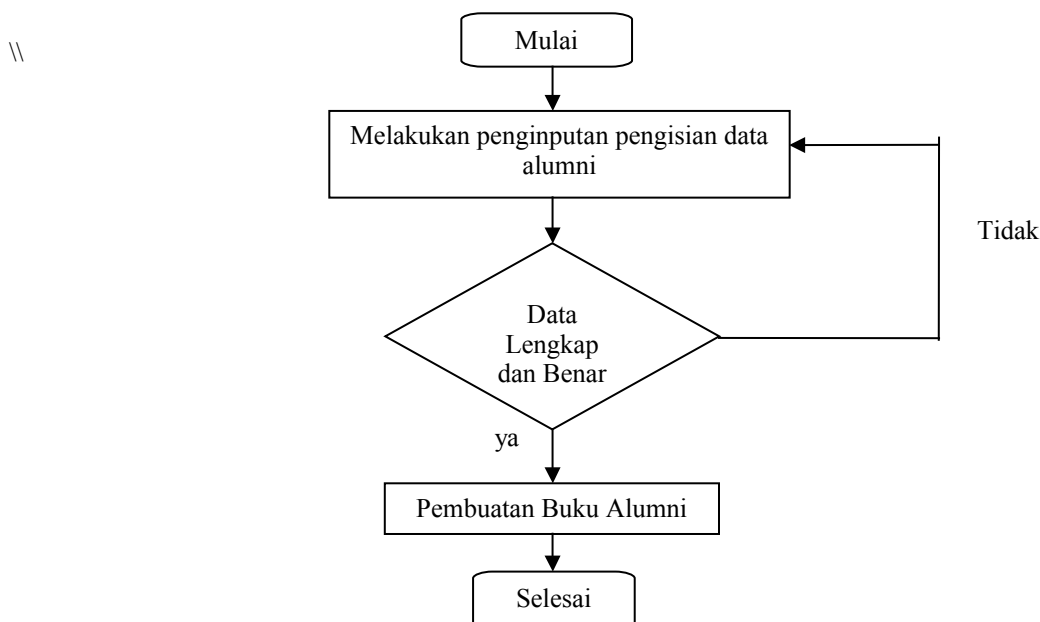 Mulai
\\
Melakukan penginputan pengisian data
alumni
Tidak
Data
Lengkap
dan Benar
ya
Pembuatan Buku Alumni
Selesai